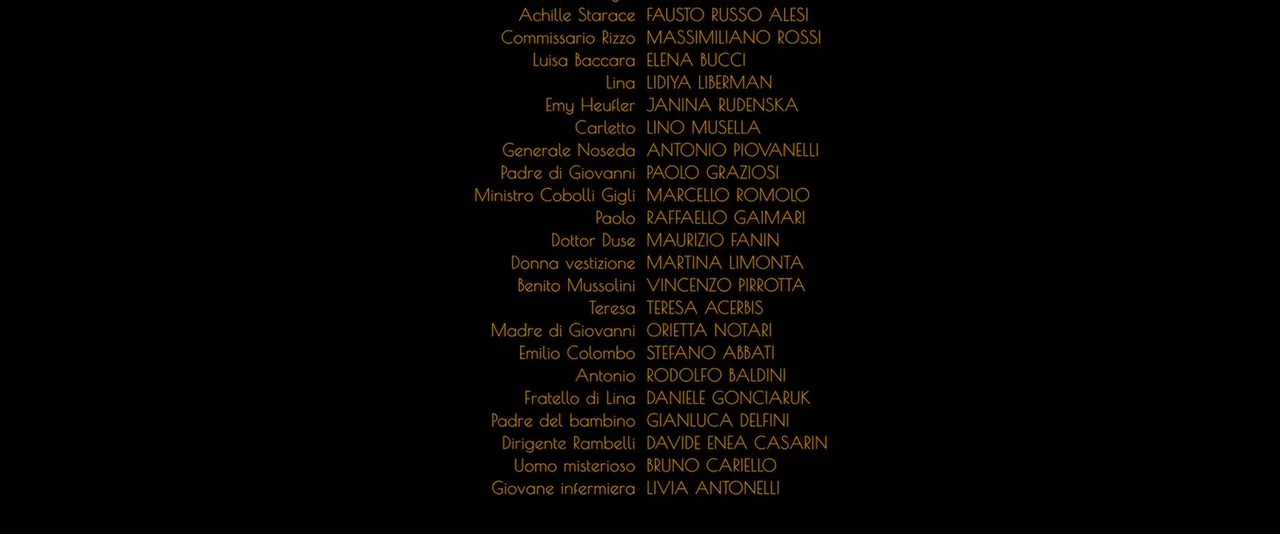 Achille Starace FAUSTO RUSSO ALESI
Commissario Rizzo MASSIMILIANO ROSSI
Luisa Baccara ELENA BUCCI
Lina LIDIYA LIBERMAN
Emy Heufler JANINA RUDENSKA
Carletto LINO MUSELLA
Generale Noseda ANTONIO PIOVANELLI
Padre di Giovanni PAOLO GRAZIOSI
Ministro Cobolli Gigli MARCELLO ROMOLO
Paolo RAFFAELLO GAIMARI
Dottor Duse MAURIZIO FANIN
Donna vestizione MARTINA LIMONTA
Benito Mussolini VINCENZO PIRROTTA
Teresa TERESA ACERBIS
Madre di Giovanni ORIETTA NOTARI
Emilio Colombo STEFANO ABBATI
Antonio RODOLFO BALDINI
Fratello di Lina DANIELE GONCIARUK
Padre del bambino GIANLUCA DELFINI
Dirigente Rambelli DAVIDE ENEA CASARIN
Uomo misterioso BRUNO CARIELLO
Giovane infermiera LIVIA ANTONELLI